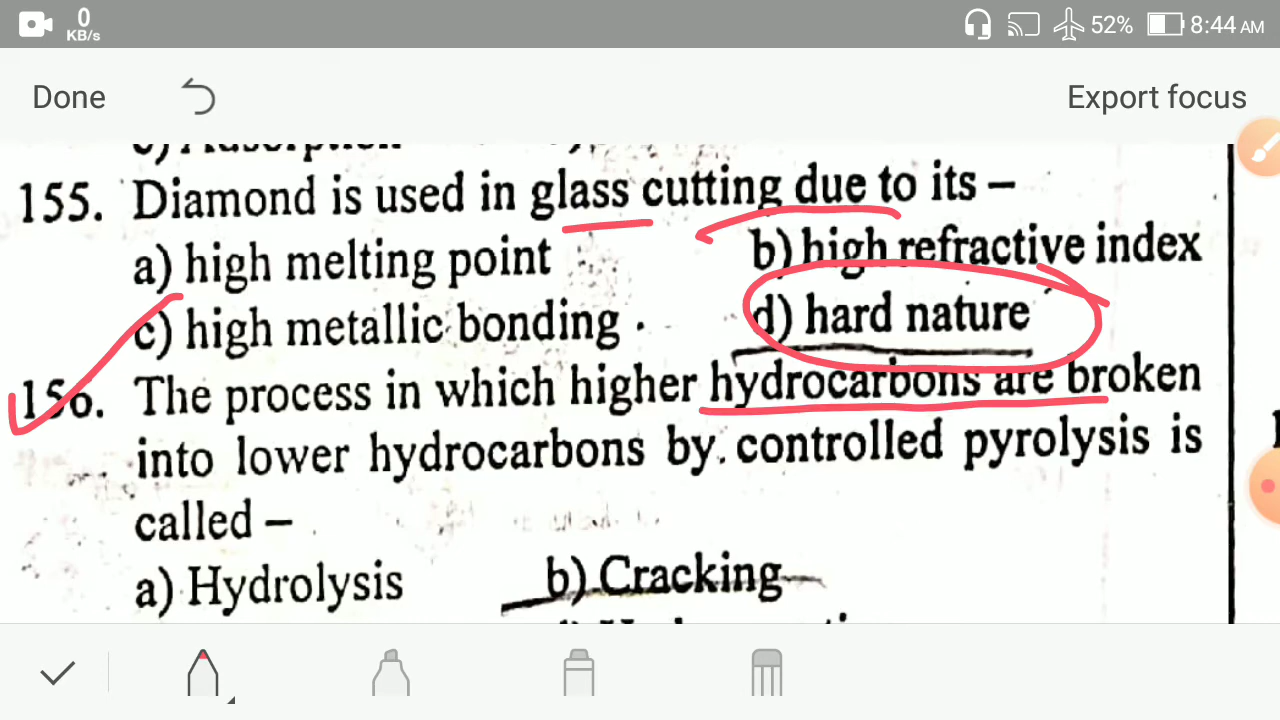 0
KB/s
52%
8:44 AM
Done
Export focus
155. Diamond is used in glass cutting due to its –
a) high melting point
b) high refractive index
c) high metallic bonding
d) hard nature
156. The process in which higher hydrocarbons are broken
into lower hydrocarbons by controlled pyrolysis is
called –
a) Hydrolysis
b) Cracking